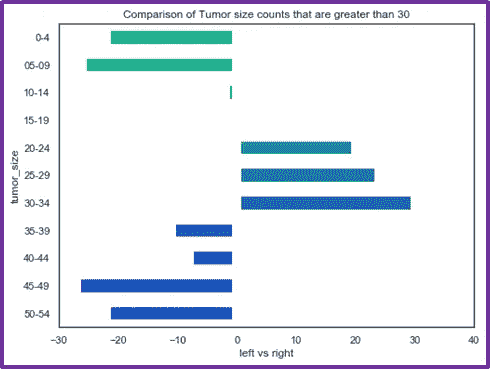 Comparison of Tumor size counts that are greater than 30
tumor_size
0-4
05-09
10-14
15-19
20-24
25-29
30-34
35-39
40-44
45-49
50-54
−30 −20 −10 0 10 20 30 40
left vs right